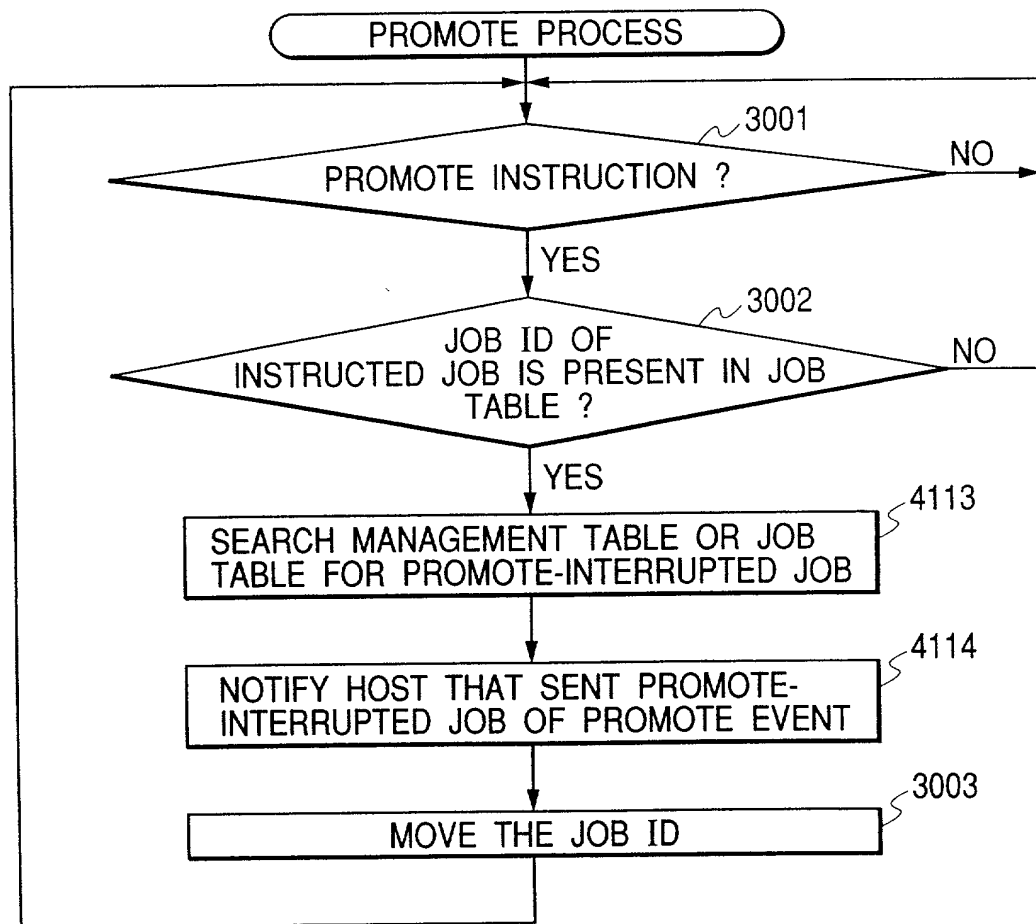 PROMOTE PROCESS
3001
PROMOTE INSTRUCTION ?
NO
YES
3002
JOB ID OF
INSTRUCTED JOB IS PRESENT IN JOB
TABLE ?
NO
YES
4113
SEARCH MANAGEMENT TABLE OR JOB
TABLE FOR PROMOTE-INTERRUPTED JOB
4114
NOTIFY HOST THAT SENT PROMOTE-
INTERRUPTED JOB OF PROMOTE EVENT
3003
MOVE THE JOB ID